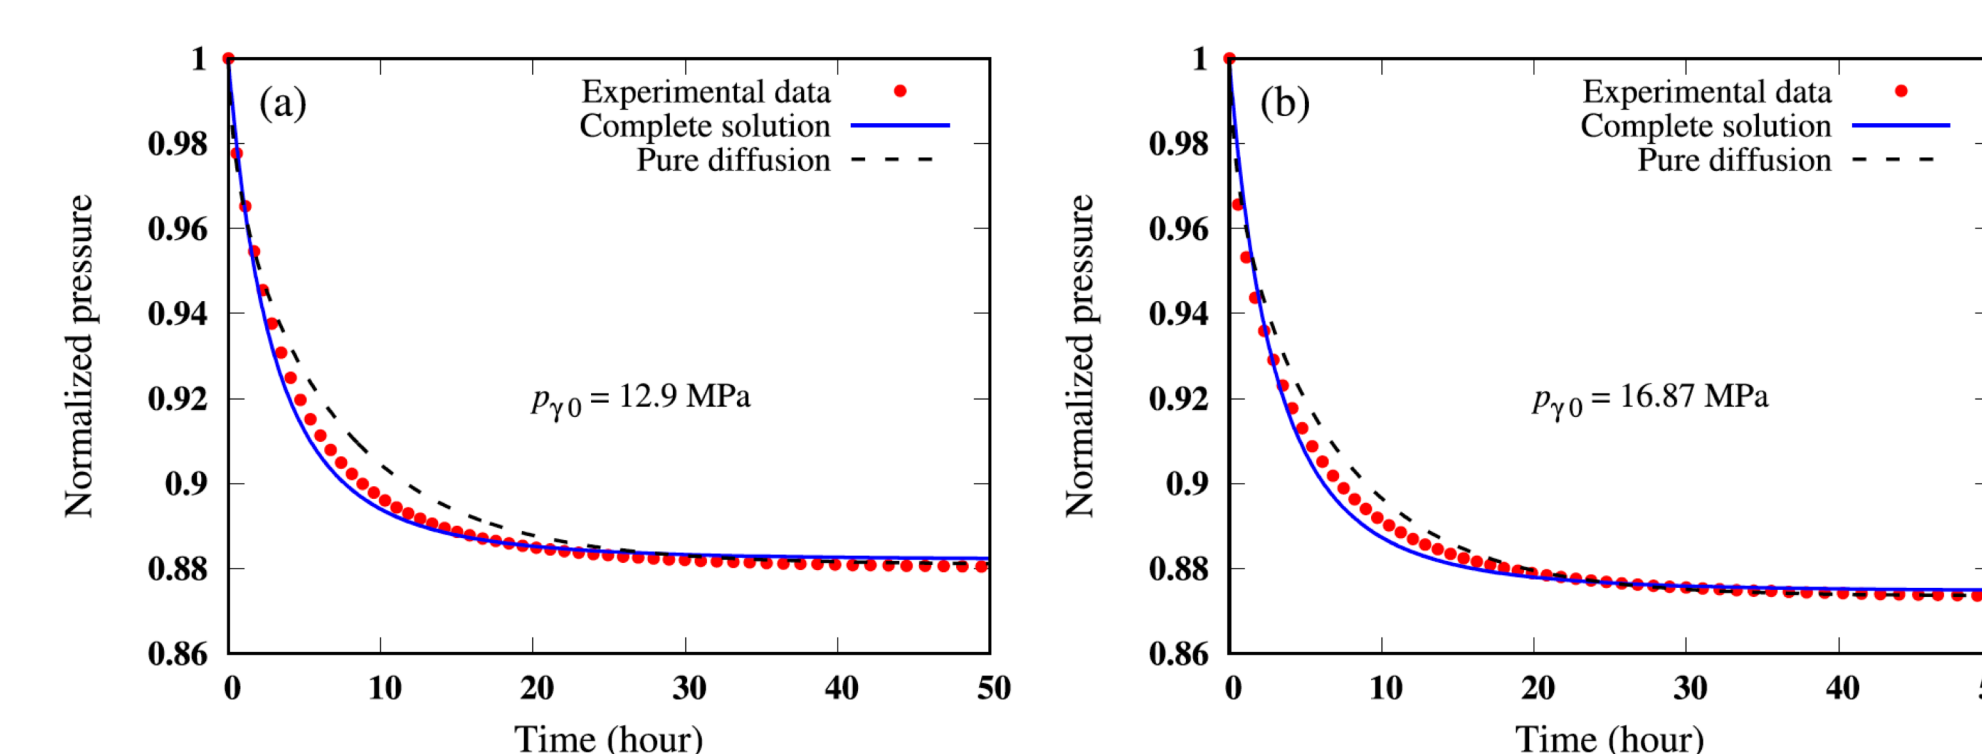 (a)
Experimental data
Complete solution
Pure diffusion
1
0.98
0.96
0.94
0.92
0.9
0.88
0.86
Normalized pressure
pγ0 = 12.9 MPa
0 10 20 30 40 50
Time (hour)
(b)
Experimental data
Complete solution
Pure diffusion
1
0.98
0.96
0.94
0.92
0.9
0.88
0.86
Normalized pressure
pγ0 = 16.87 MPa
0 10 20 30 40
Time (hour)